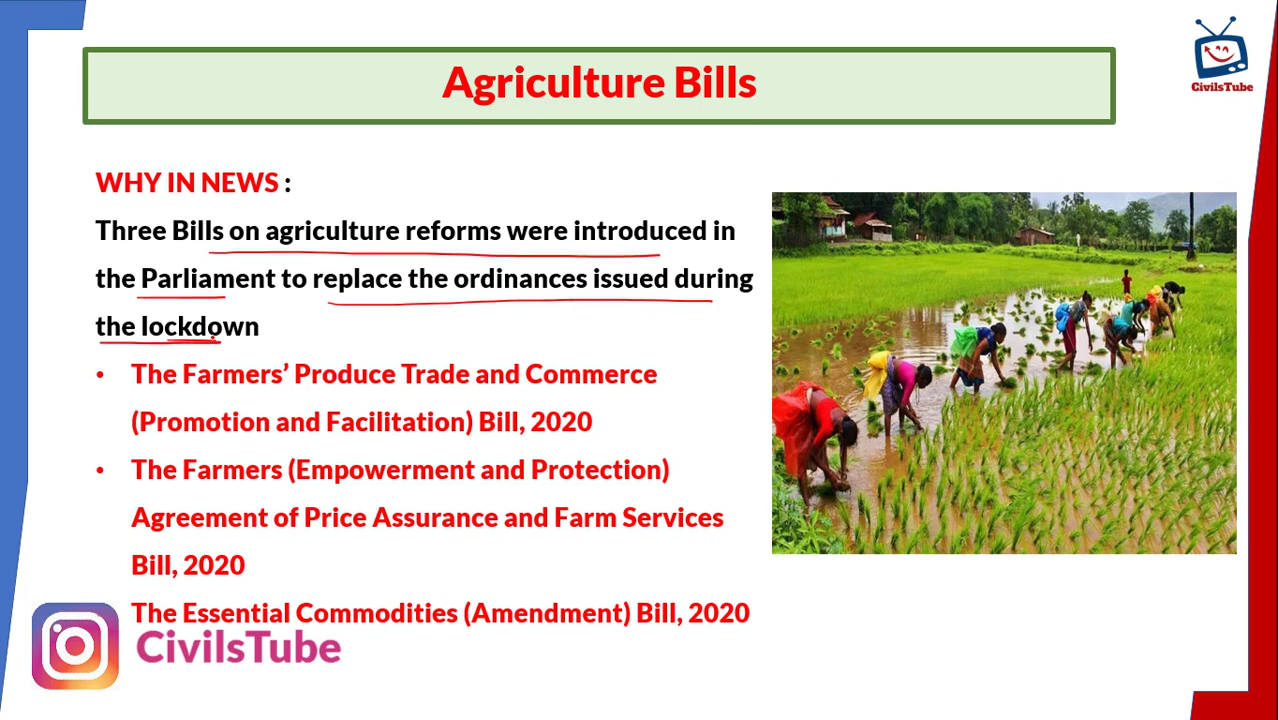 Agriculture Bills
CivilsTube
WHY IN NEWS :
Three Bills on agriculture reforms were introduced in
the Parliament to replace the ordinances issued during
the lockdown
• The Farmers’ Produce Trade and Commerce
(Promotion and Facilitation) Bill, 2020
• The Farmers (Empowerment and Protection)
Agreement of Price Assurance and Farm Services
Bill, 2020
The Essential Commodities (Amendment) Bill, 2020
CivilsTube